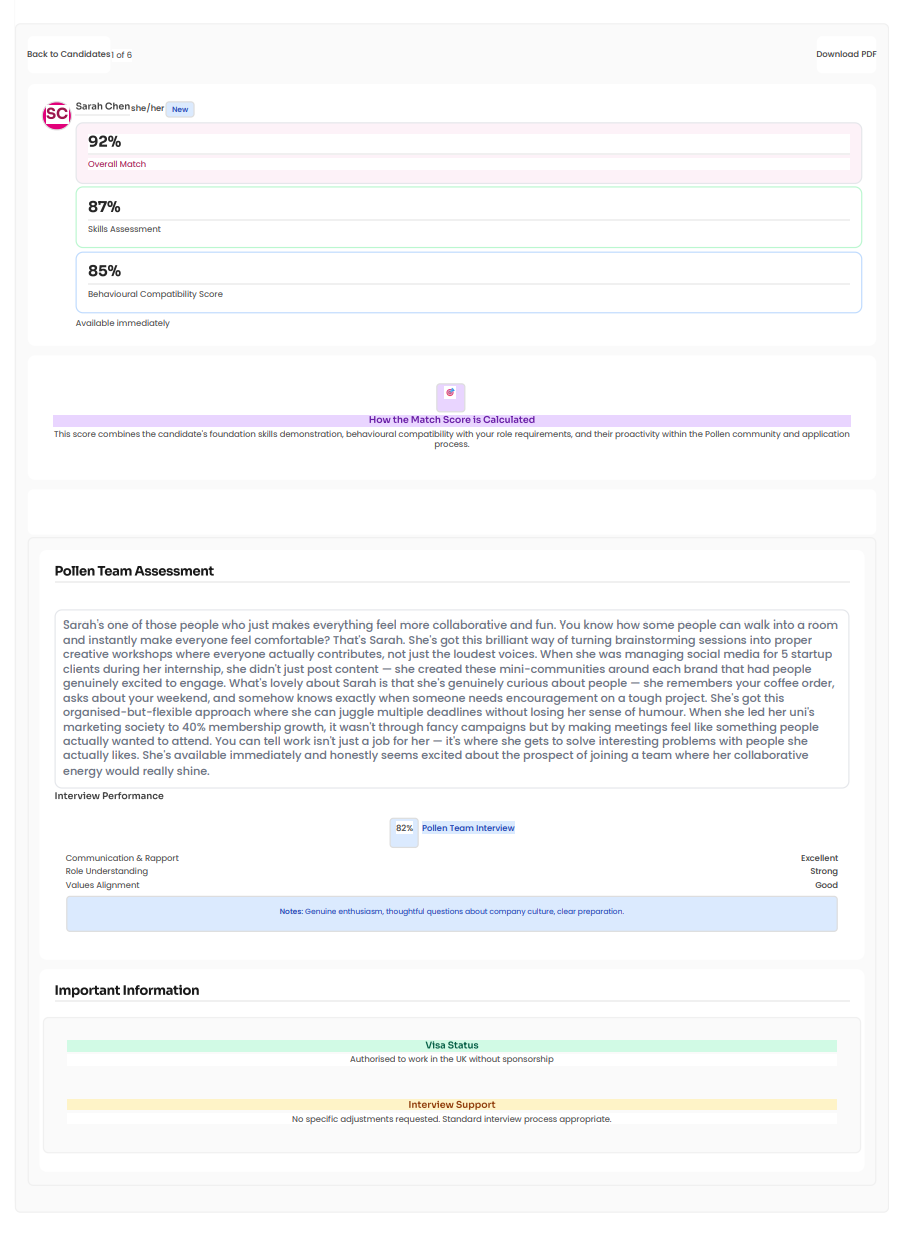 Back to Candidates 1 of 6
Download PDF
SC
Sarah Chen she/her New
92%
Overall Match
87%
Skills Assessment
85%
Behavioural Compatibility Score
Available immediately
How the Match Score is Calculated
This score combines the candidate's foundation skills demonstration, behavioural compatibility with your role requirements, and their proactivity within the Pollen community and application
process.
Pollen Team Assessment
Sarah's one of those people who just makes everything feel more collaborative and fun. You know how some people can walk into a room
and instantly make everyone feel comfortable? That's Sarah. She's got this brilliant way of turning brainstorming sessions into proper
creative workshops where everyone actually contributes, not just the loudest voices. When she was managing social media for 5 startup
clients during her internship, she didn't just post content — she created these mini-communities around each brand that had people
genuinely excited to engage. What's lovely about Sarah is that she's genuinely curious about people — she remembers your coffee order,
asks about your weekend, and somehow knows exactly when someone needs encouragement on a tough project. She's got this
organised-but-flexible approach where she can juggle multiple deadlines without losing her sense of humour. When she led her uni's
marketing society to 40% membership growth, it wasn't through fancy campaigns but by making meetings feel like something people
actually wanted to attend. You can tell work isn't just a job for her — it's where she gets to solve interesting problems with people she
actually likes. She's available immediately and honestly seems excited about the prospect of joining a team where her collaborative
energy would really shine.
Interview Performance
82% Pollen Team Interview
Communication & Rapport Excellent
Role Understanding Strong
Values Alignment Good
Notes: Genuine enthusiasm, thoughtful questions about company culture, clear preparation.
Important Information
Visa Status
Authorised to work in the UK without sponsorship
Interview Support
No specific adjustments requested. Standard interview process appropriate.